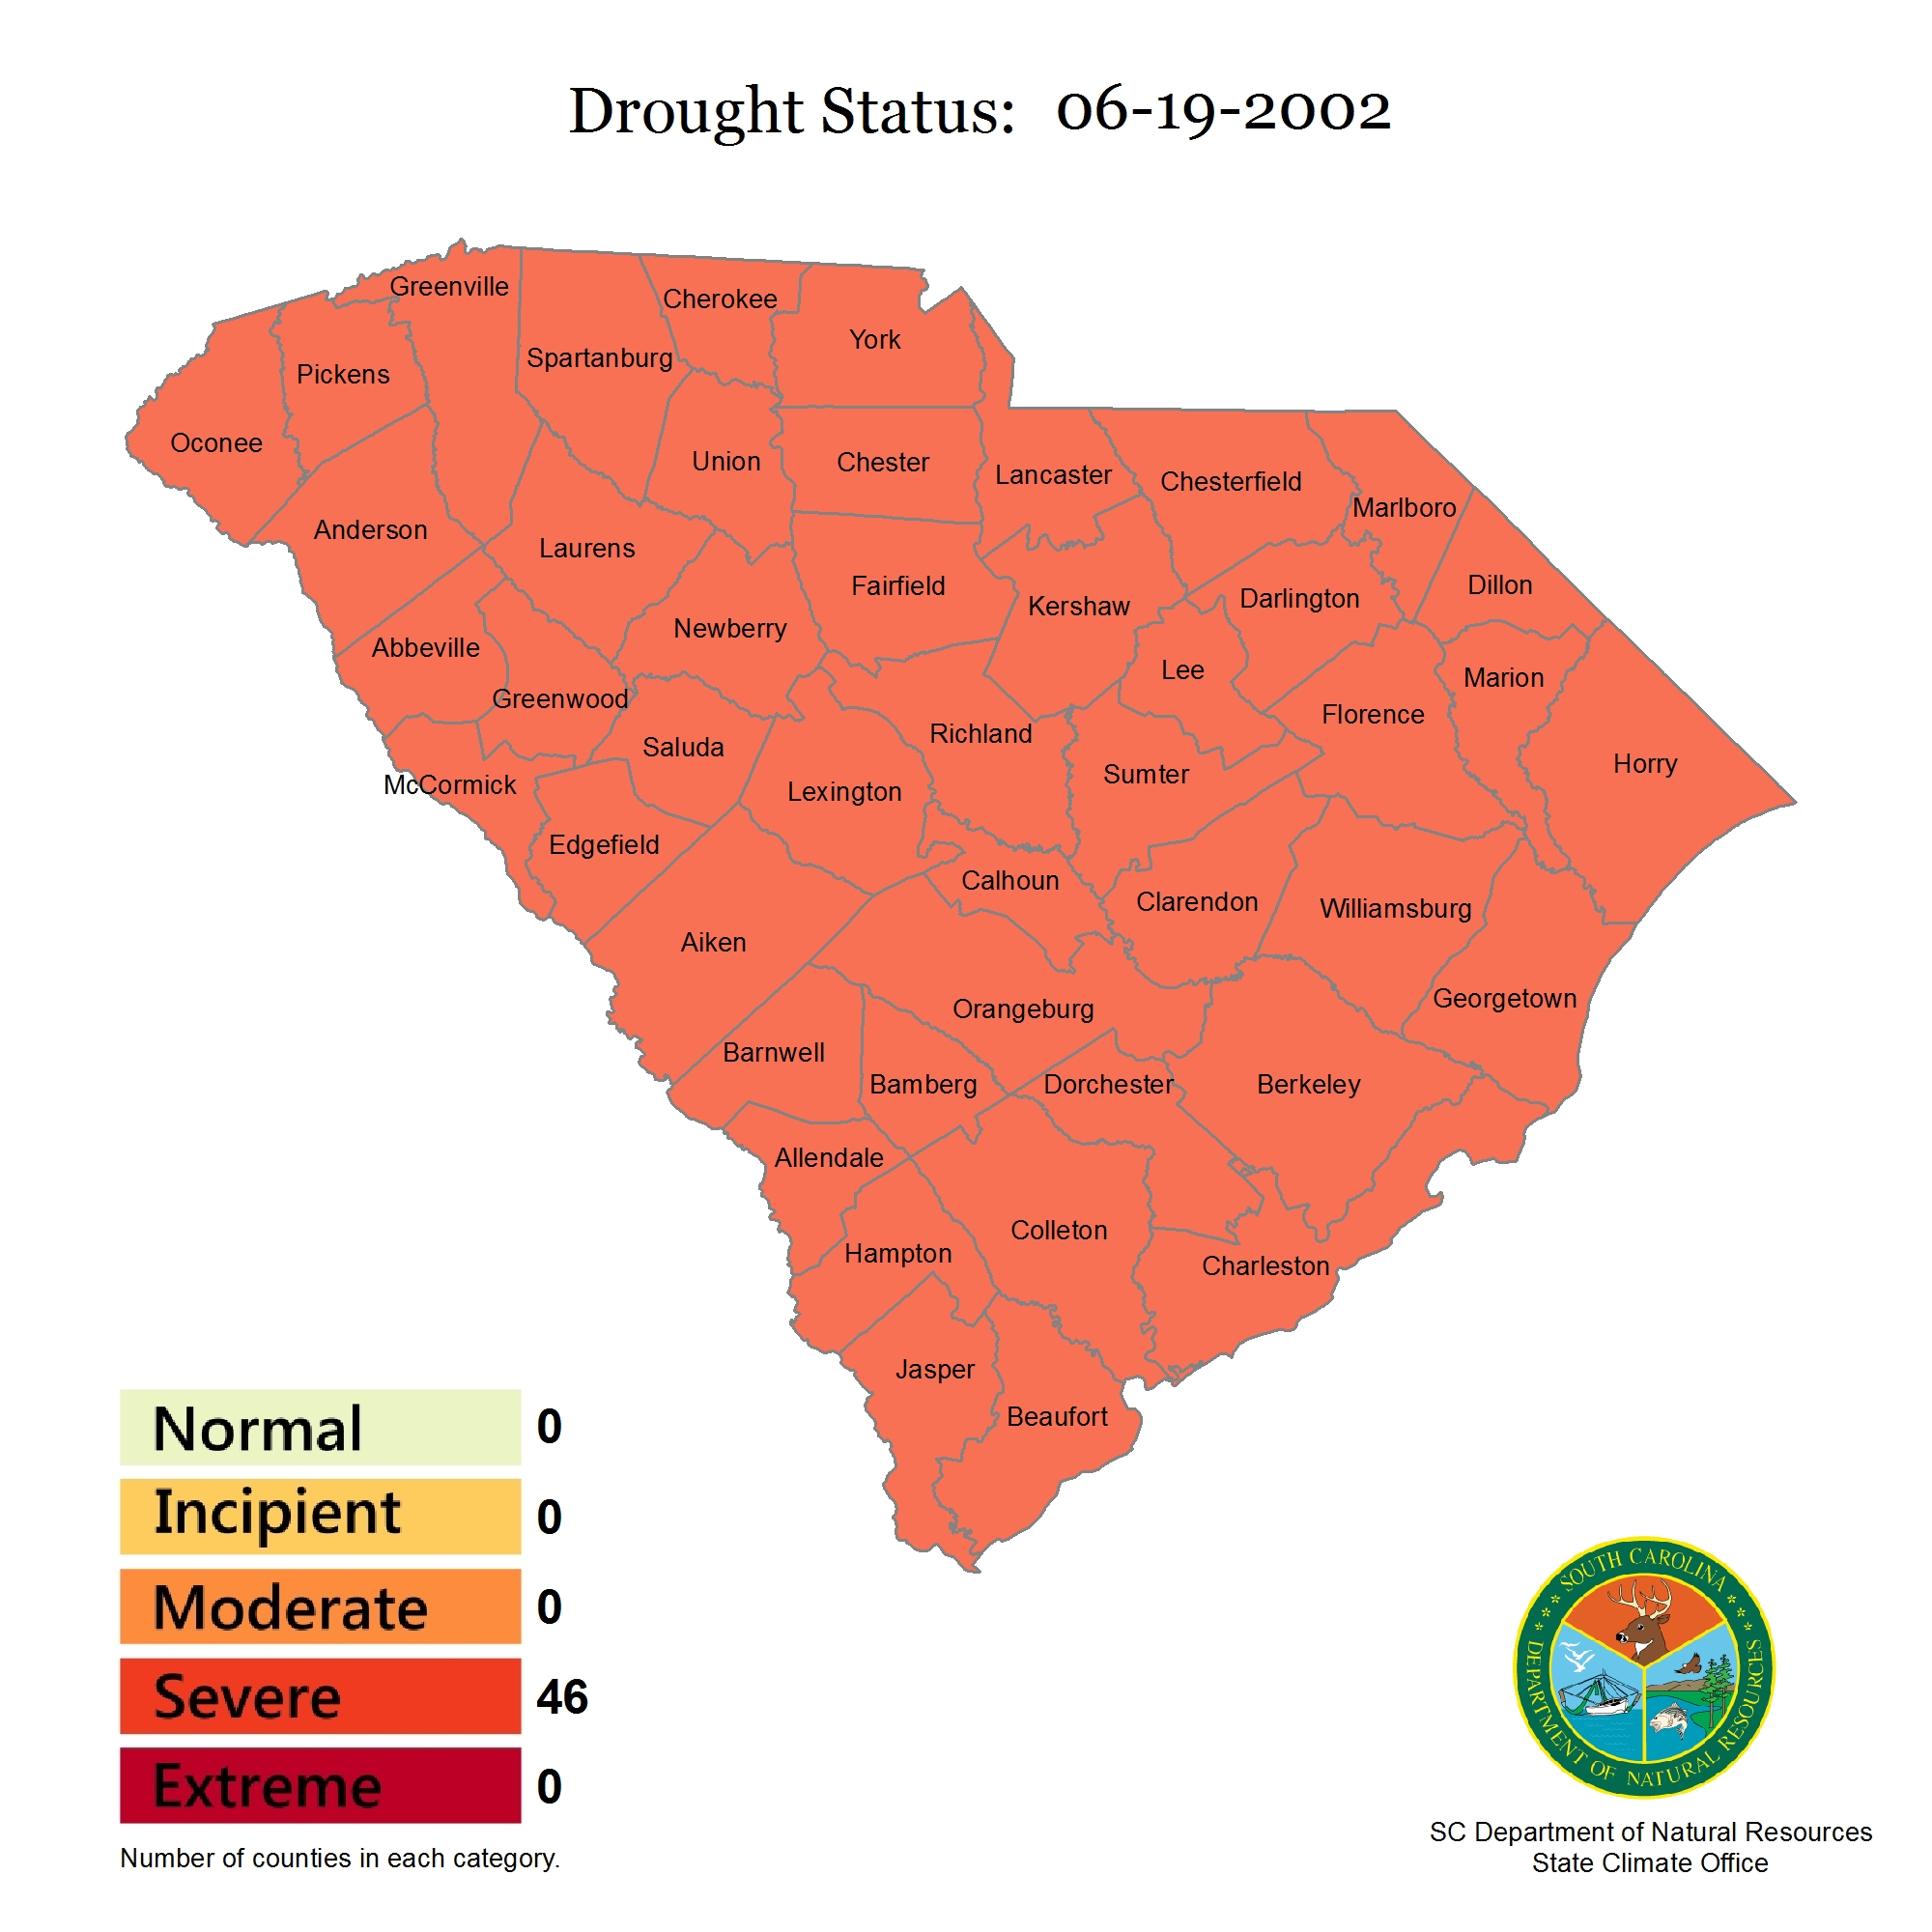 Drought Status: 06-19-2002
Greenville
Cherokee
York
Spartanburg
Pickens
Oconee
Union
Chester
Lancaster
Chesterfield
Marlboro
Anderson
Laurens
Fairfield
Kershaw
Darlington
Dillon
Newberry
Abbeville
Lee
Marion
Greenwood
Florence
Richland
Saluda
Horry
Sumter
McCormick
Lexington
Edgefield
Calhoun
Clarendon
Williamsburg
Aiken
Georgetown
Orangeburg
Barnwell
Bamberg
Dorchester
Berkeley
Allendale
Colleton
Hampton
Charleston
Jasper
Beaufort
Normal 0
Incipient 0
Moderate 0
Severe 46
Extreme 0
Number of counties in each category.
SOUTH CAROLINA
DEPARTMENT OF NATURAL RESOURCES
SC Department of Natural Resources
State Climate Office